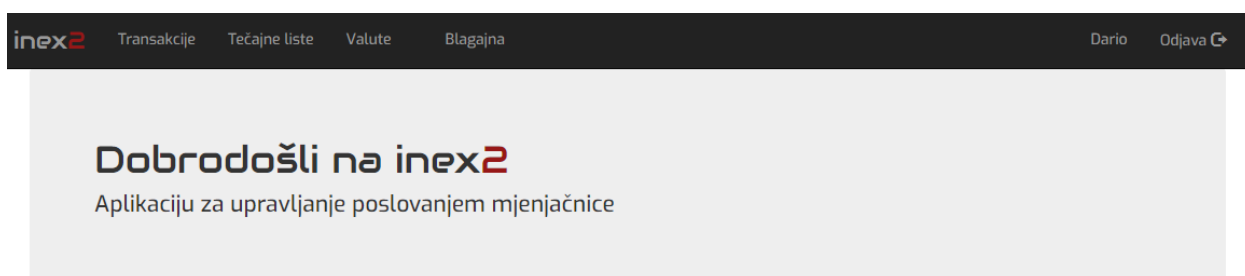 inex2 Transakcije Tečajne liste Valute Blagajna Dario Odjava
Dobrodošli na inex2
Aplikaciju za upravljanje poslovanjem mjenjačnice